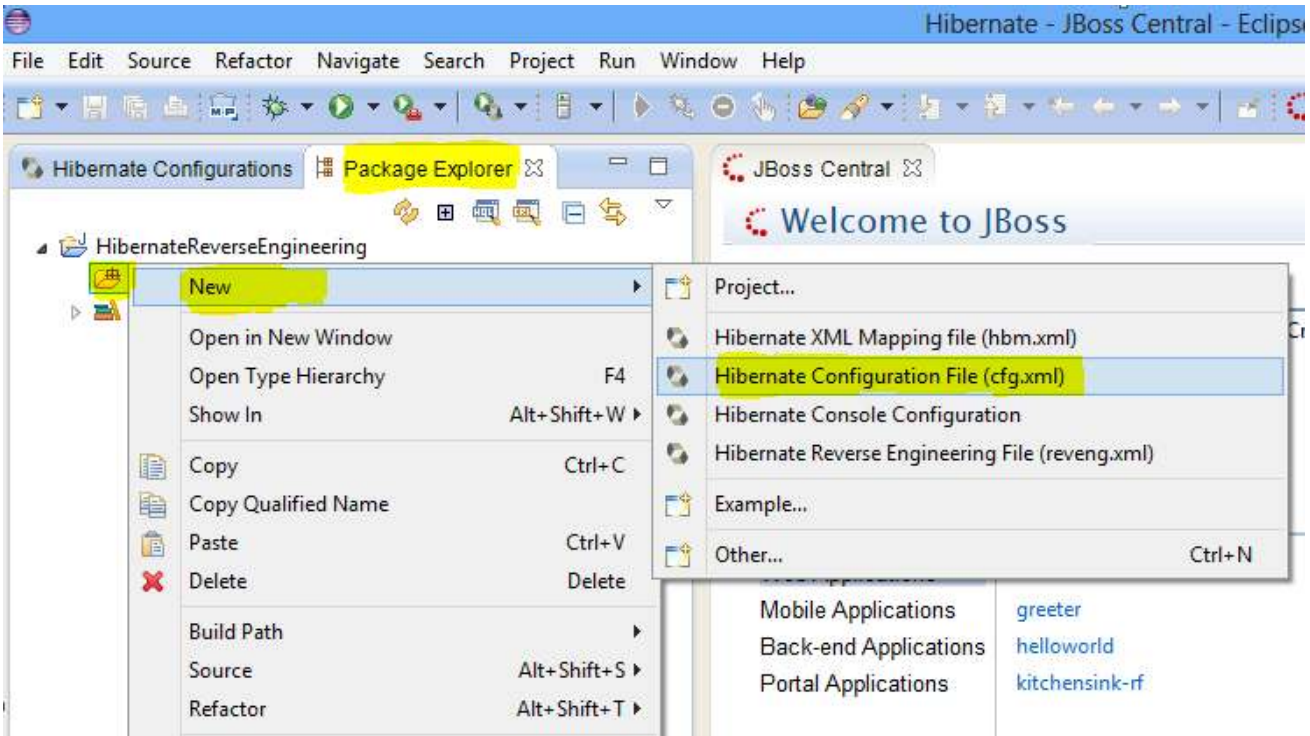 Hibernate - JBoss Central - Eclipse
File Edit Source Refactor Navigate Search Project Run Window Help
Hibernate Configurations Package Explorer
JBoss Central
Welcome to JBoss
HibernateReverseEngineering
New
Open in New Window
Open Type Hierarchy F4
Show In Alt+Shift+W
Copy Ctrl+C
Copy Qualified Name
Paste Ctrl+V
Delete Delete
Build Path
Source Alt+Shift+S
Refactor Alt+Shift+T
Project...
Hibernate XML Mapping file (hbm.xml)
Hibernate Configuration File (cfg.xml)
Hibernate Console Configuration
Hibernate Reverse Engineering File (reveng.xml)
Example...
Other... Ctrl+N
Mobile Applications greeter
Back-end Applications helloworld
Portal Applications kitchensink-rf